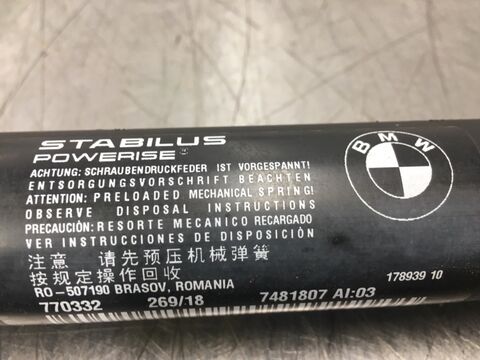 STABILUS
POWERISE®
BMW
ACHTUNG: SCHRAUBENDRUCKFEDER IST VORGESPANNT!
ENTSORGUNGSVORSCHRIFT BEACHTEN
ATTENTION: PRELOADED MECHANICAL SPRING!
OBSERVE DISPOSAL INSTRUCTIONS
PRECAUCIÓN: RESORTE MECANICO RECARGADO
VER INSTRUCCIONES DE DISPOSICIÓN
注意 请先预压机械弹簧
按规定操作回收
178939 10
RO-507190 BRASOV, ROMANIA
770332 269/18 7481807 AI:03